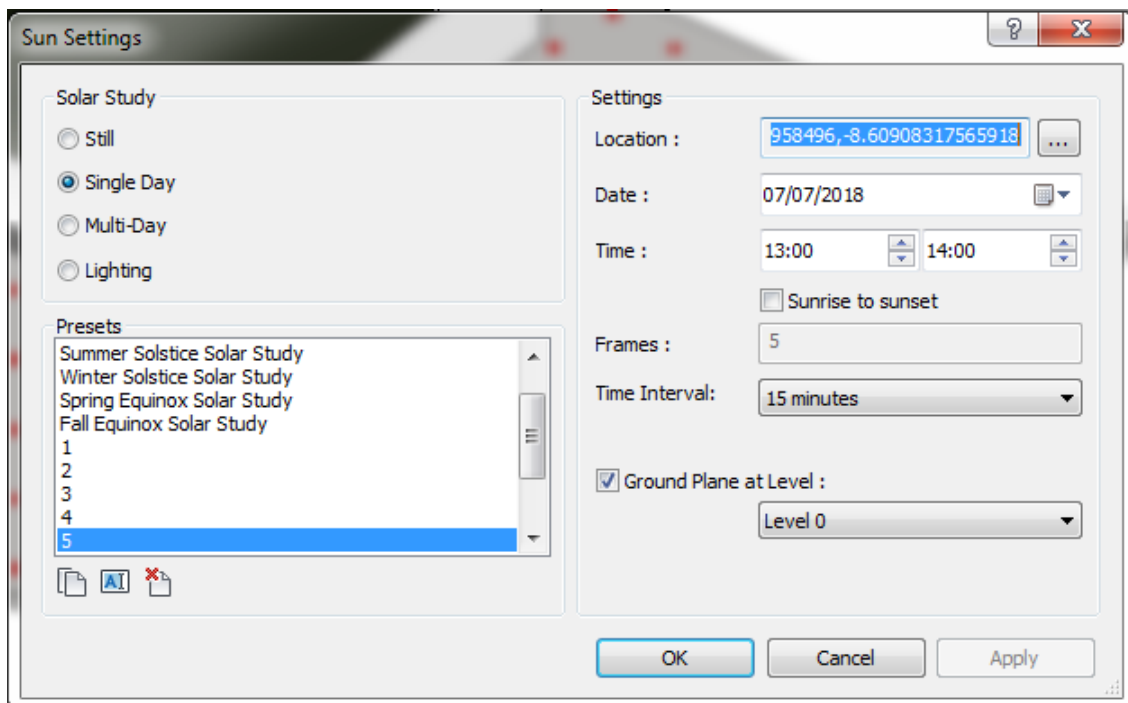 Sun Settings
Solar Study
Still
Single Day
Multi-Day
Lighting
Presets
Summer Solstice Solar Study
Winter Solstice Solar Study
Spring Equinox Solar Study
Fall Equinox Solar Study
1
2
3
4
5
Settings
Location : 958496,-8.60908317565918 ...
Date : 07/07/2018
Time : 13:00 14:00
Sunrise to sunset
Frames : 5
Time Interval: 15 minutes
Ground Plane at Level :
Level 0
OK Cancel Apply